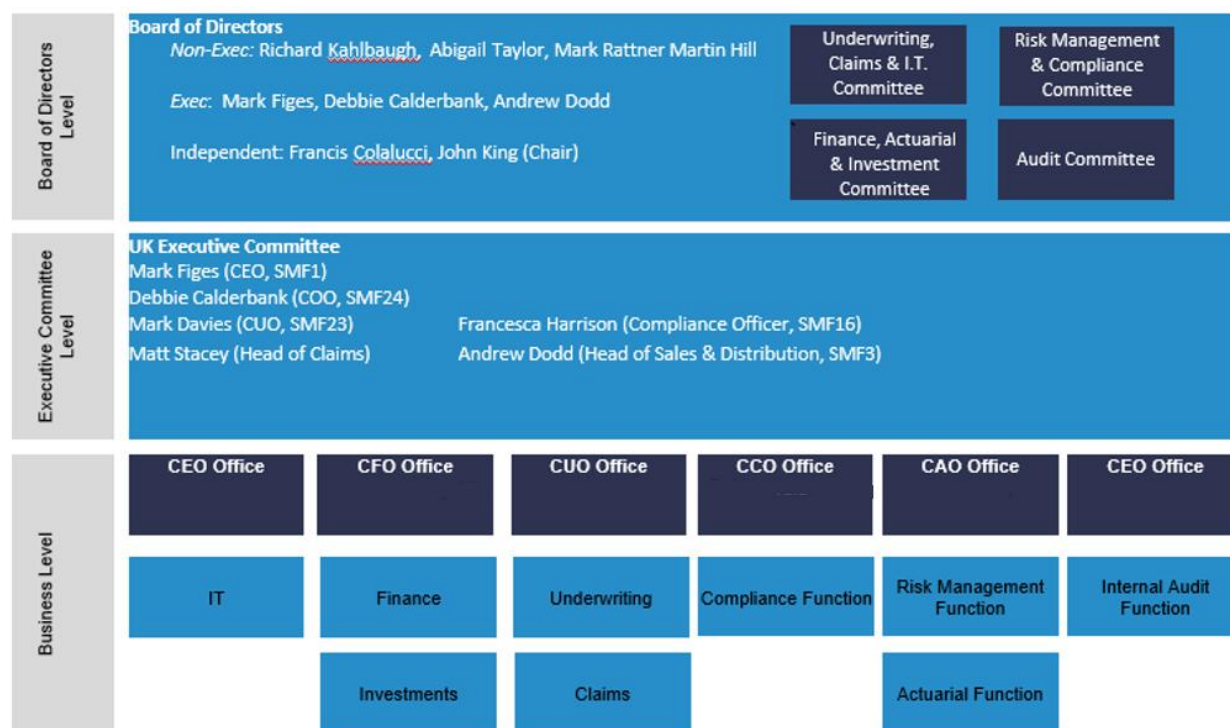 Board of Directors Level
Board of Directors
Non-Exec: Richard Kahlbaugh, Abigail Taylor, Mark Rattner Martin Hill
Exec: Mark Figes, Debbie Calderbank, Andrew Dodd
Independent: Francis Colalucci, John King (Chair)
Underwriting,
Claims & I.T.
Committee
Risk Management
& Compliance
Committee
Finance, Actuarial
& Investment
Committee
Audit Committee
Executive Committee
Level
UK Executive Committee
Mark Figes (CEO, SMF1)
Debbie Calderbank (COO, SMF24)
Mark Davies (CUO, SMF23)
Francesca Harrison (Compliance Officer, SMF16)
Matt Stacey (Head of Claims)
Andrew Dodd (Head of Sales & Distribution, SMF3)
Business Level
CEO Office
CFO Office
CUO Office
CCO Office
CAO Office
CEO Office
IT
Finance
Underwriting
Compliance Function
Risk Management
Function
Internal Audit
Function
Investments
Claims
Actuarial Function